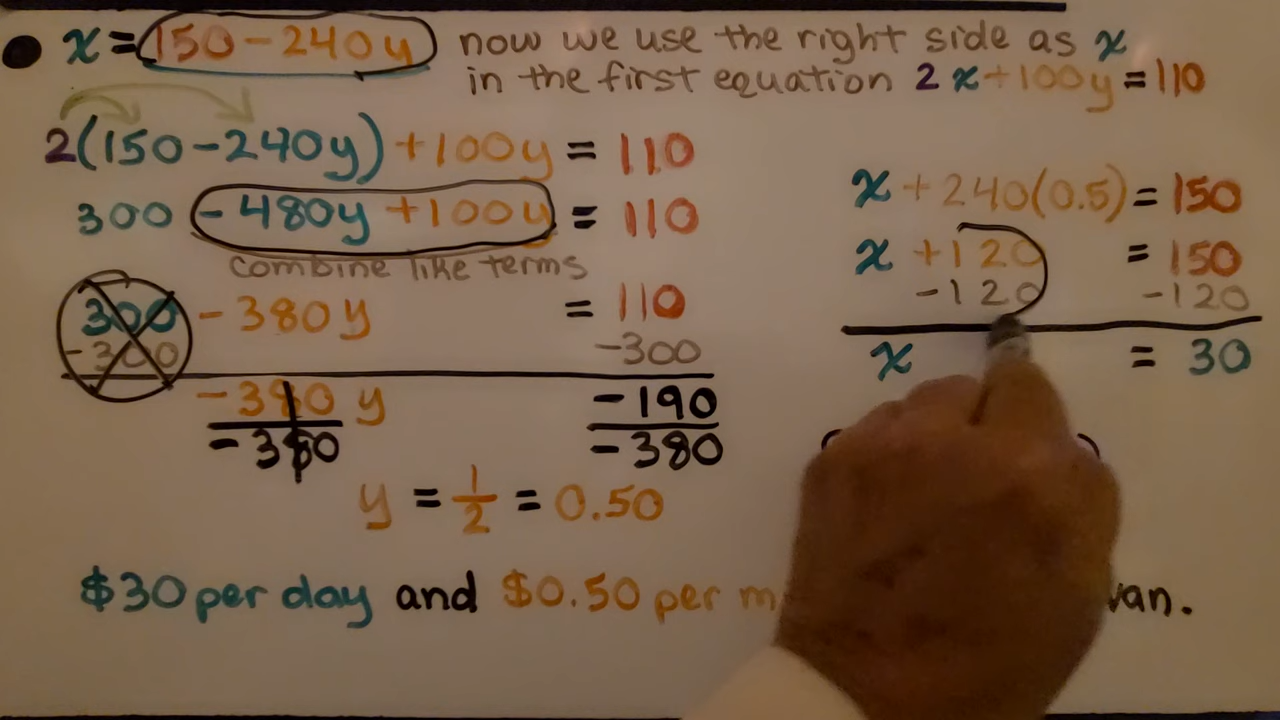 x = 150 - 240y now we use the right side as x
in the first equation 2x + 100y = 110
2(150 - 240y) + 100y = 110
300 - 480y + 100y = 110
combine like terms
300 - 380y = 110
- 300 - 300
- 380 y - 190
- 380 - 380
y = 1/2 = 0.50
x + 240(0.5) = 150
x + 120 = 150
- 120 - 120
x = 30
$30 per day and $0.50 per van.